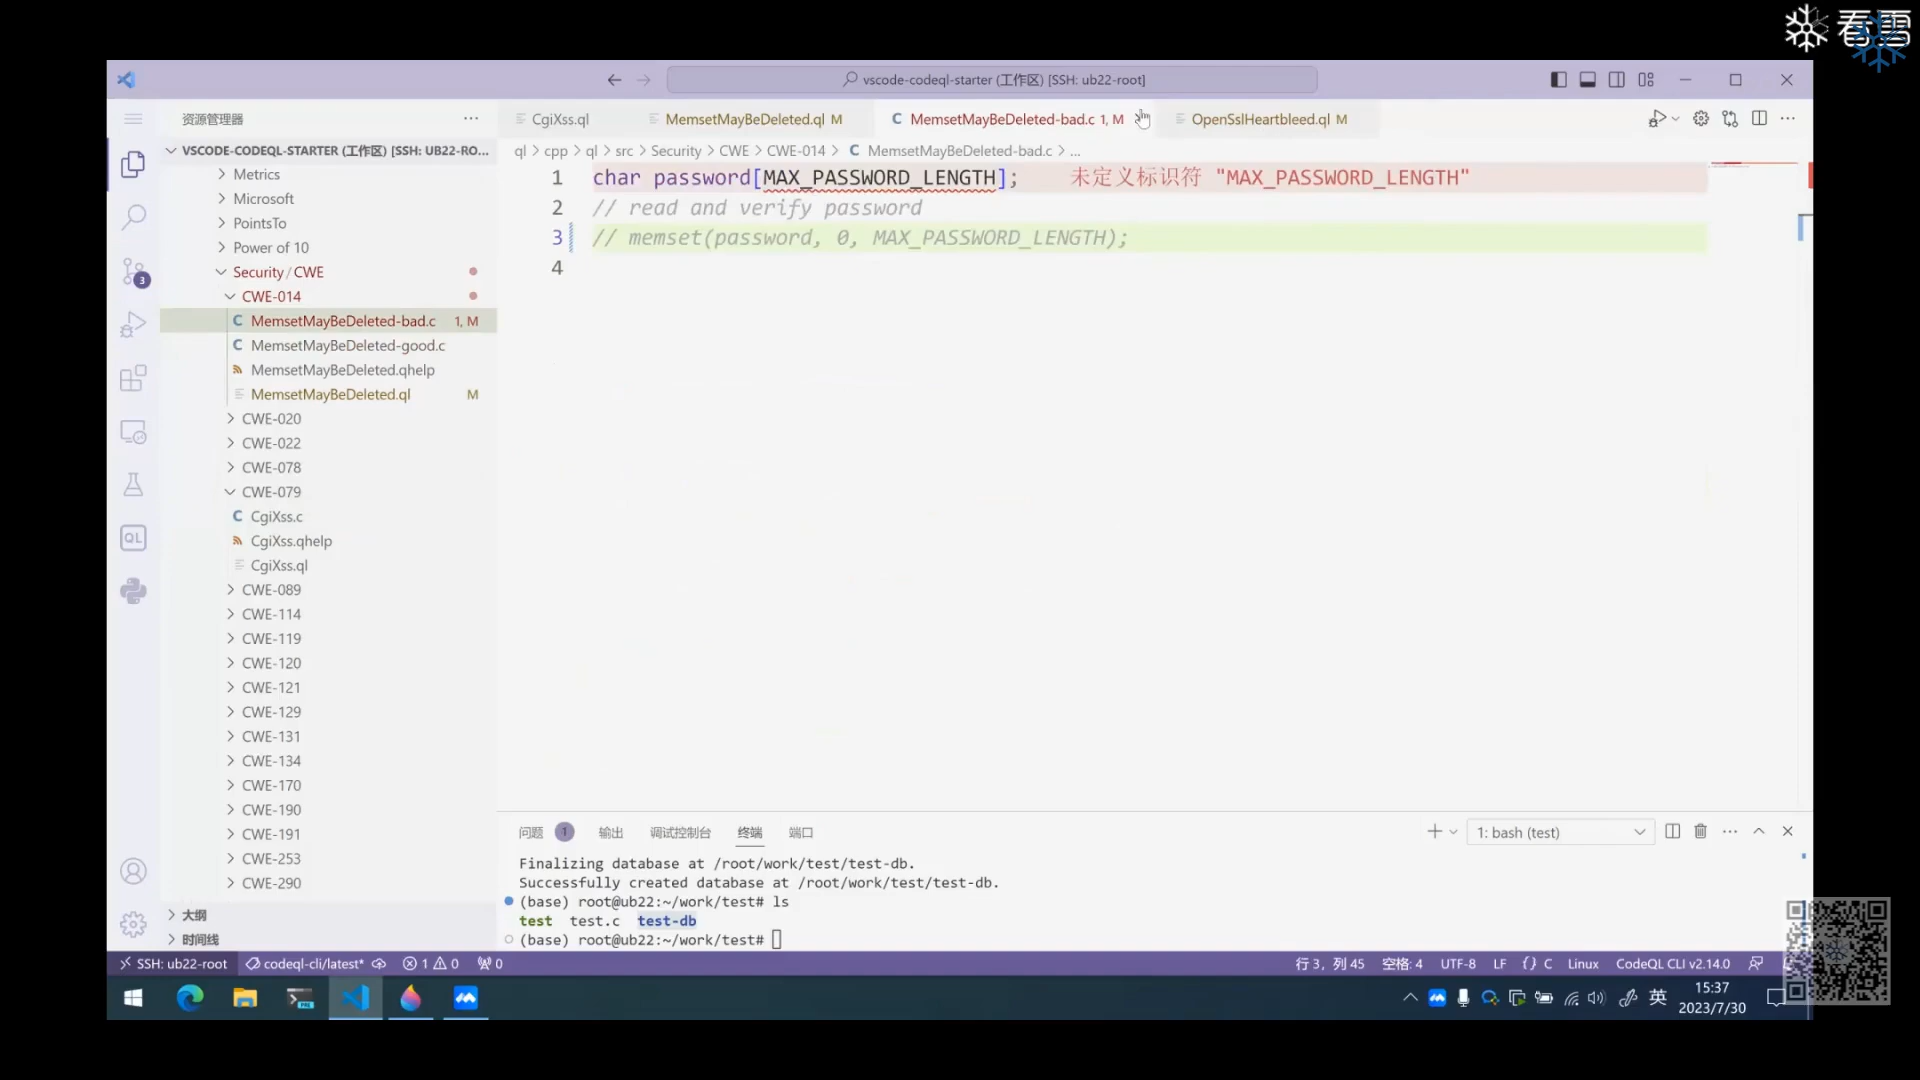 看雪
vscode-codeql-starter (工作区) [SSH: ub22-root]
资源管理器
CgiXss.ql
MemsetMayBeDeleted.ql M
C MemsetMayBeDeleted-bad.c 1, M
OpenSslHeartbleed.ql M
VSCODE-CODEQL-STARTER (工作区) [SSH: UB22-RO...
ql > cpp > ql > src > Security > CWE > CWE-014 > C MemsetMayBeDeleted-bad.c > ...
Metrics
Microsoft
PointsTo
Power of 10
Security / CWE
CWE-014
C MemsetMayBeDeleted-bad.c 1, M
C MemsetMayBeDeleted-good.c
MemsetMayBeDeleted.qhelp
MemsetMayBeDeleted.ql M
CWE-020
CWE-022
CWE-078
CWE-079
C CgiXss.c
CgiXss.qhelp
CgiXss.ql
CWE-089
CWE-114
CWE-119
CWE-120
CWE-121
CWE-129
CWE-131
CWE-134
CWE-170
CWE-190
CWE-191
CWE-253
CWE-290
大纲
时间线
3
QL
1 char password[MAX_PASSWORD_LENGTH]; 未定义标识符 "MAX_PASSWORD_LENGTH"
2 // read and verify password
3 // memset(password, 0, MAX_PASSWORD_LENGTH);
4
问题 1 输出 调试控制台 终端 端口
1: bash (test)
Finalizing database at /root/work/test/test-db.
Successfully created database at /root/work/test/test-db.
(base) root@ub22:~/work/test# ls
test test.c test-db
(base) root@ub22:~/work/test#
SSH: ub22-root codeql-cli/latest* 1 0 0
行 3, 列 45 空格: 4 UTF-8 LF {} C Linux CodeQL CLI v2.14.0
英
15:37
2023/7/30